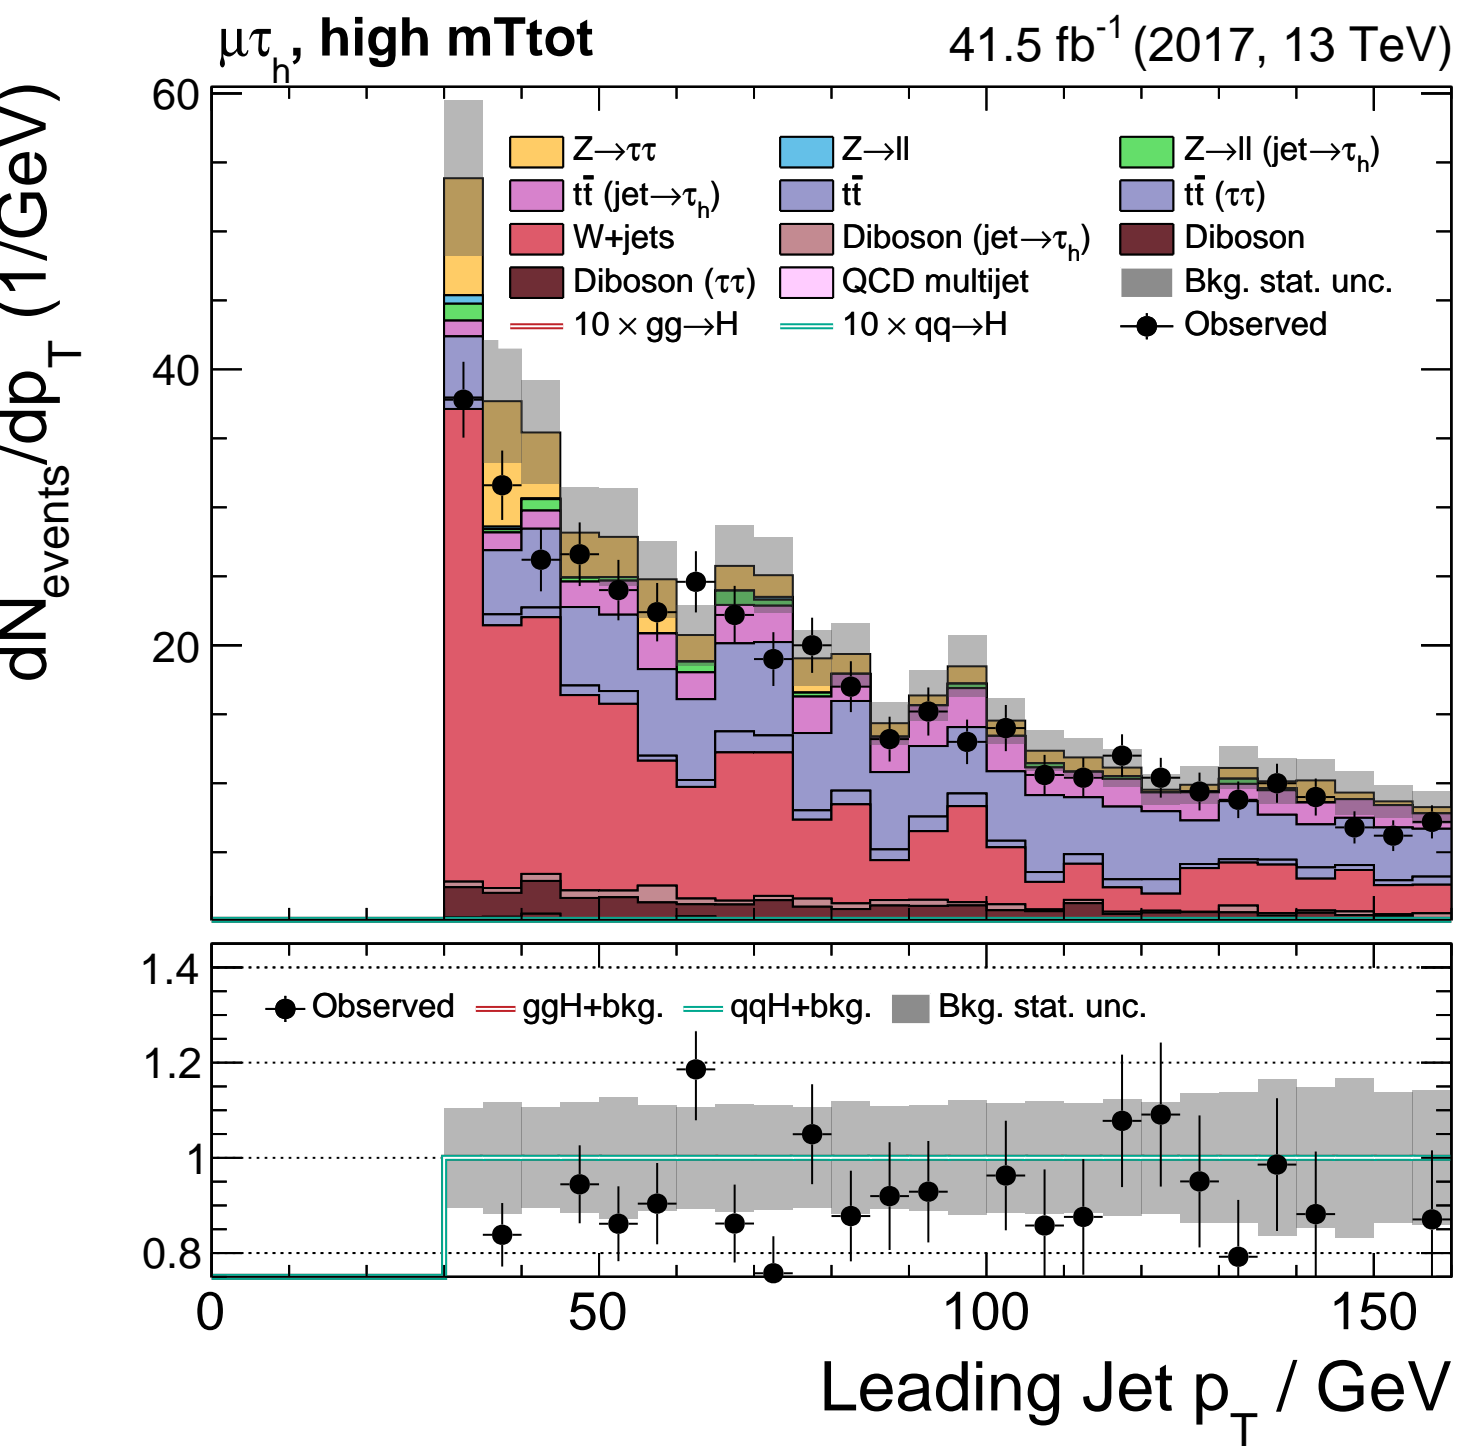 μτh, high mTtot 41.5 fb-1 (2017, 13 TeV)
dNevents/dpT (1/GeV)
60
40
20
Z→ττ Z→ll Z→ll (jet→τh)
tt̄ (jet→τh) tt̄ tt̄ (ττ)
W+jets Diboson (jet→τh) Diboson
Diboson (ττ) QCD multijet Bkg. stat. unc.
10 × gg→H 10 × qq→H Observed
1.4
1.2
1
0.8
Observed ggH+bkg. qqH+bkg. Bkg. stat. unc.
0 50 100 150
Leading Jet pT / GeV